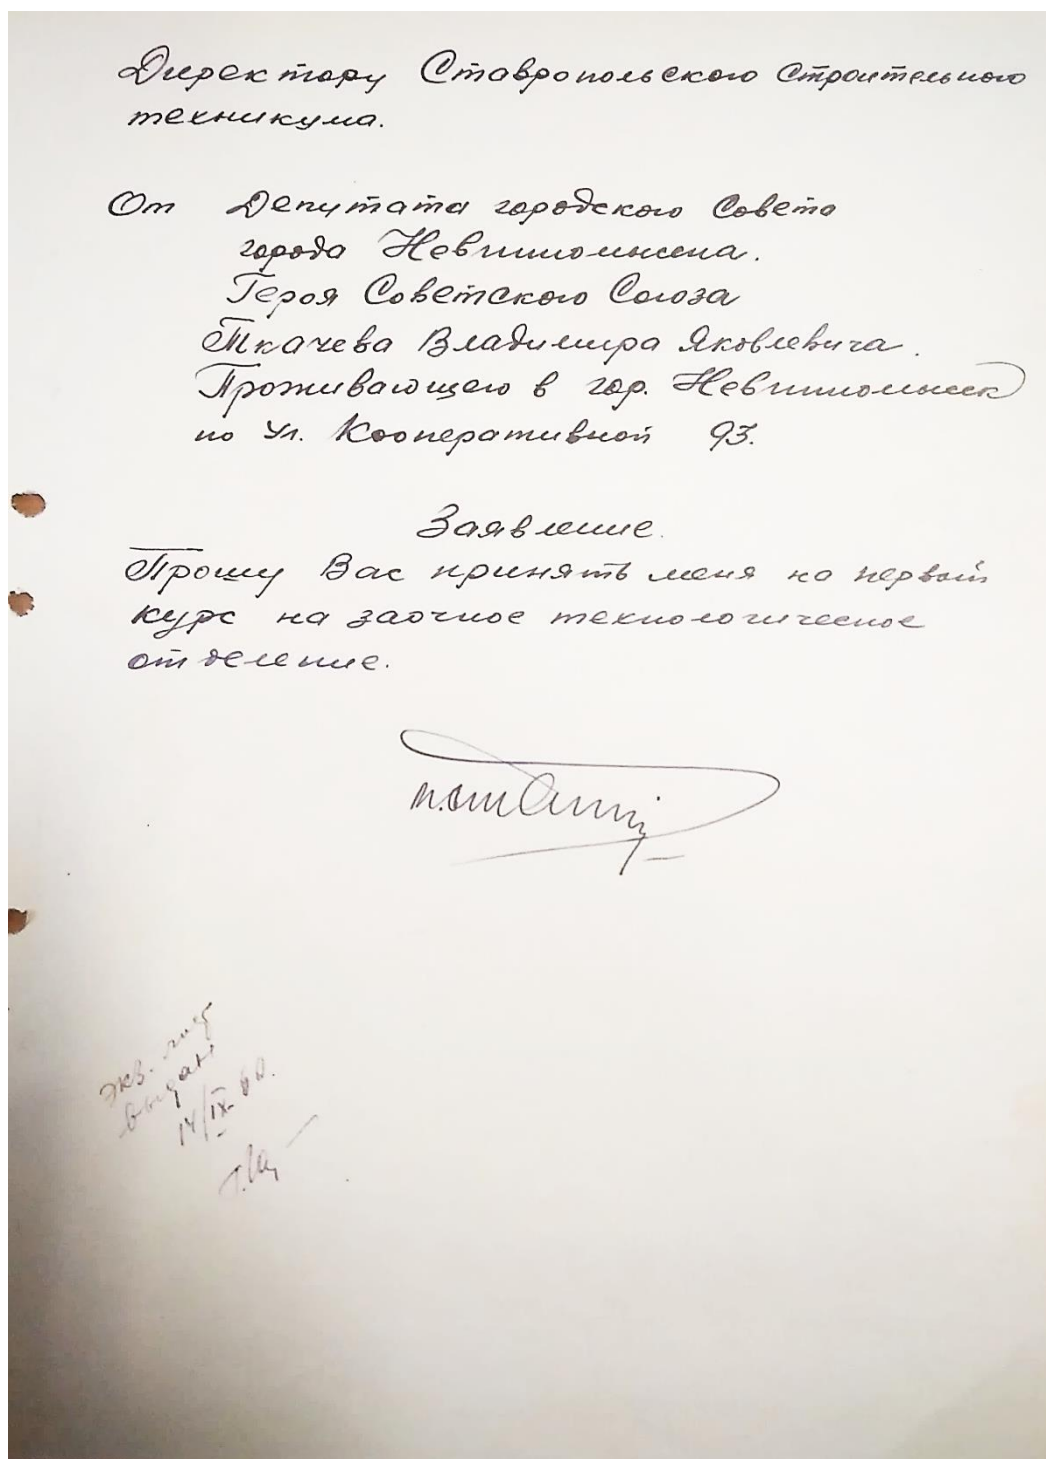 Директору Ставропольского Строительного
техникума.
От Депутата городского Совета
города Невинномысска.
Героя Советского Союза
Ткачева Владимира Яковлевича.
Проживающего в гор. Невинномысск
по Ул. Кооперативной 93.
Заявление.
Прошу Вас принять меня на первый
курс на заочное технологическое
отделение.
экз. лист
выдан
14/IX-60.